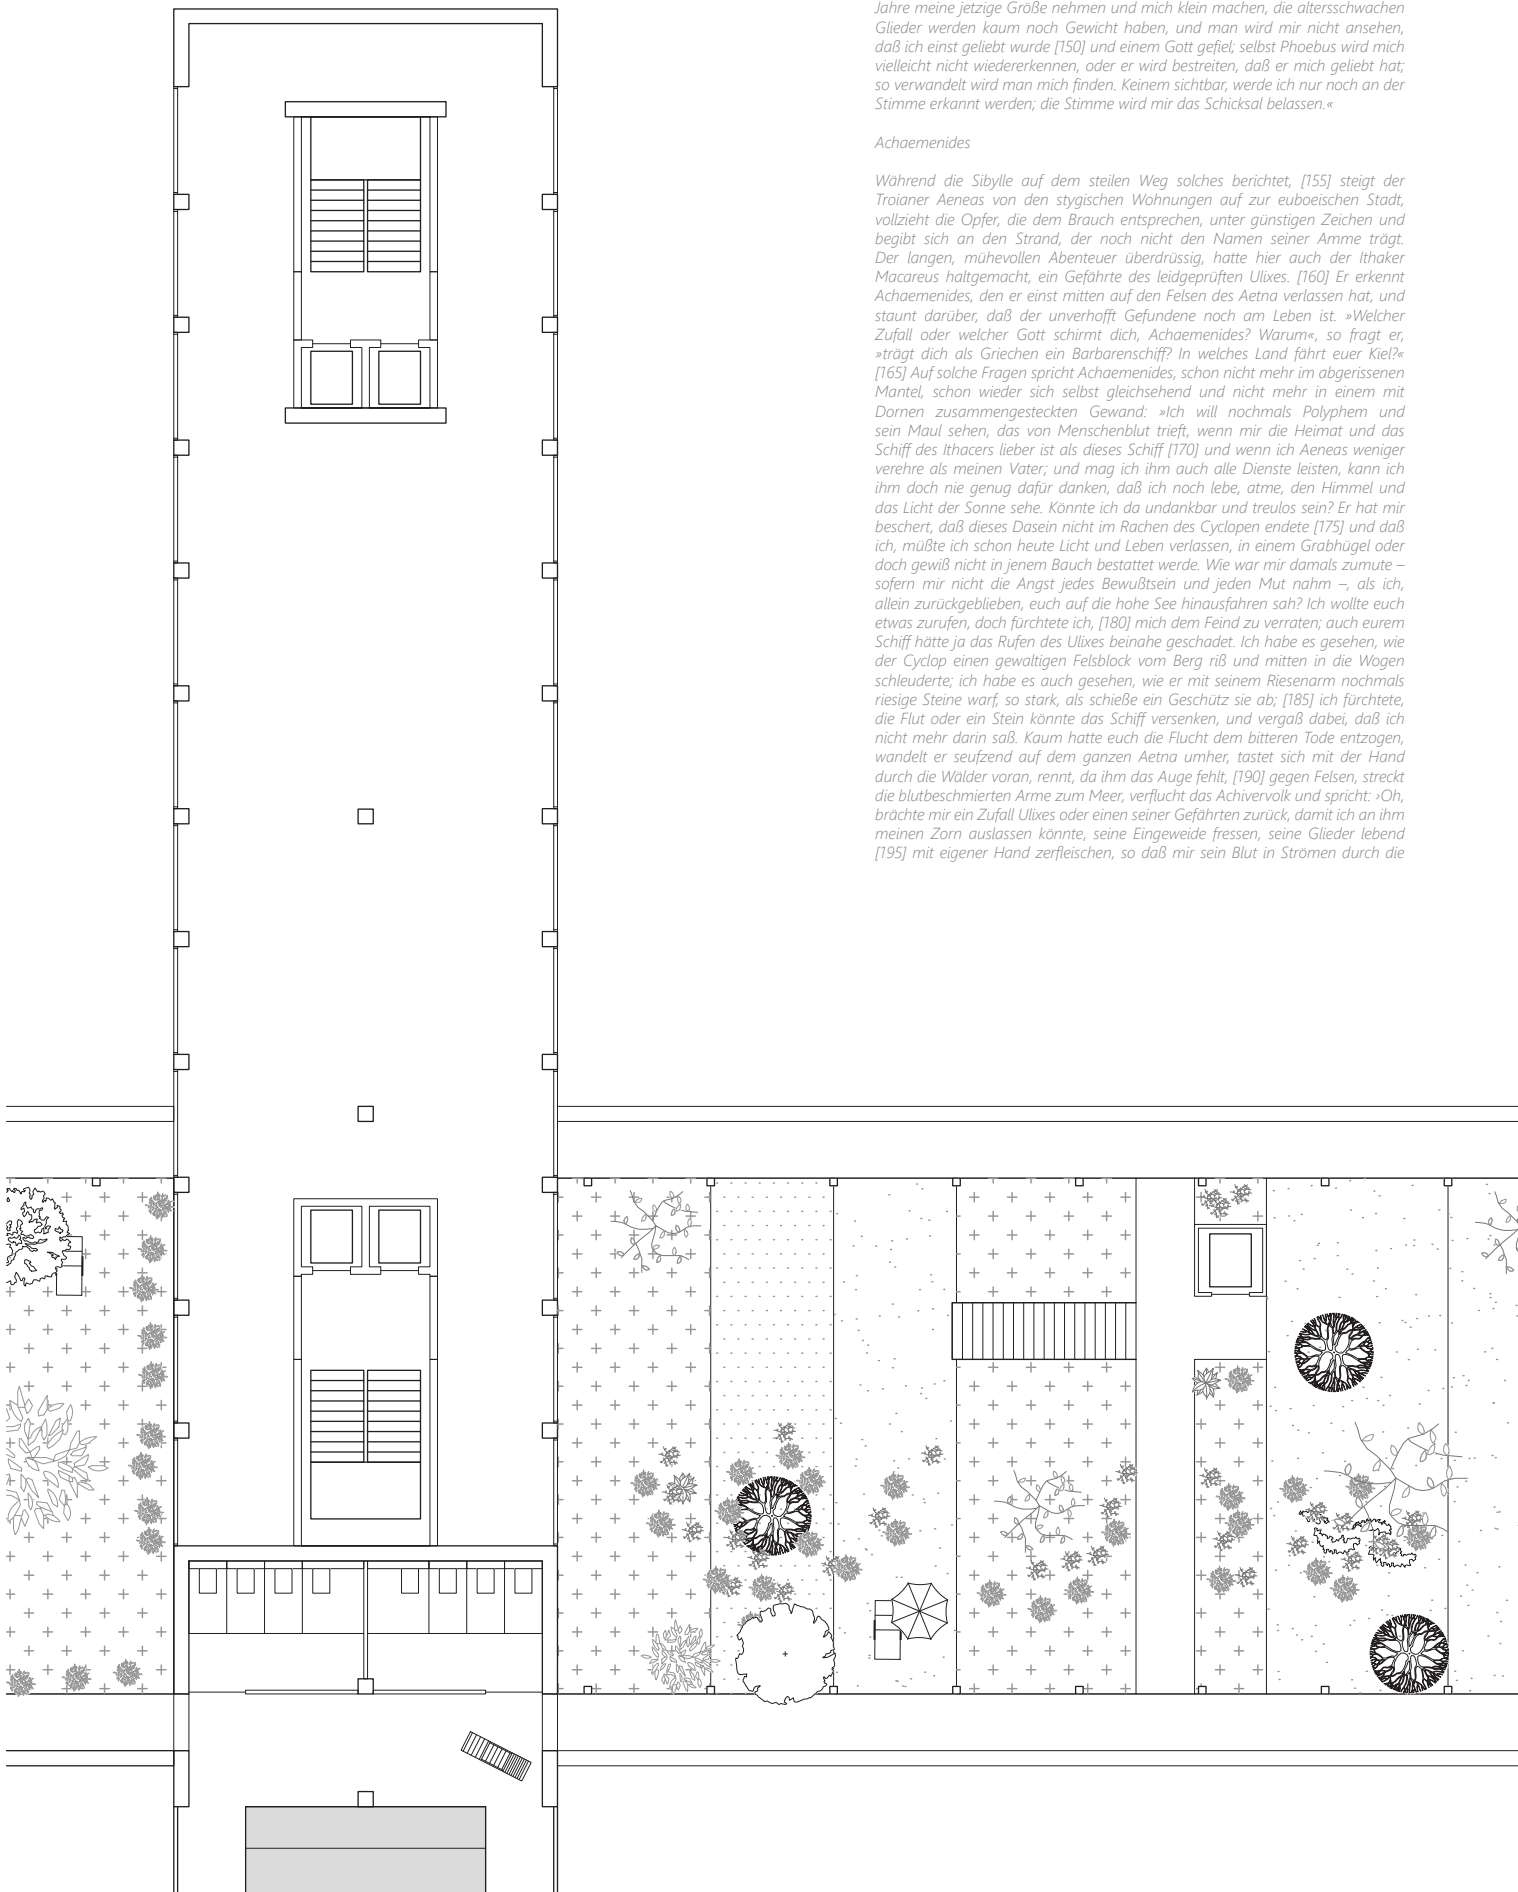 Jahre meine jetzige Größe nehmen und mich klein machen, die altersschwachen
Glieder werden kaum noch Gewicht haben, und man wird mir nicht ansehen,
daß ich einst geliebt wurde [150] und einem Gott gefiel; selbst Phoebus wird mich
vielleicht nicht wiedererkennen, oder er wird bestreiten, daß er mich geliebt hat;
so verwandelt wird man mich finden. Keinem sichtbar, werde ich nur noch an der
Stimme erkannt werden; die Stimme wird mir das Schicksal belassen.«
Achaemenides
Während die Sibylle auf dem steilen Weg solches berichtet, [155] steigt der
Troianer Aeneas von den stygischen Wohnungen auf zur euboeischen Stadt,
vollzieht die Opfer, die dem Brauch entsprechen, unter günstigen Zeichen und
begibt sich an den Strand, der noch nicht den Namen seiner Amme trägt.
Der langen, mühevollen Abenteuer überdrüssig, hatte hier auch der Ithaker
Macareus haltgemacht, ein Gefährte des leidgeprüften Ulixes. [160] Er erkennt
Achaemenides, den er einst mitten auf den Felsen des Aetna verlassen hat, und
staunt darüber, daß der unverhofft Gefundene noch am Leben ist. »Welcher
Zufall oder welcher Gott schirmt dich, Achaemenides? Warum«, so fragt er,
»trägt dich als Griechen ein Barbarenschiff? In welches Land fährt euer Kiel?«
[165] Auf solche Fragen spricht Achaemenides, schon nicht mehr im abgerissenen
Mantel, schon wieder sich selbst gleichsehend und nicht mehr in einem mit
Dornen zusammengesteckten Gewand: »Ich will nochmals Polyphem und
sein Maul sehen, das von Menschenblut trieft, wenn mir die Heimat und das
Schiff des Ithacers lieber ist als dieses Schiff [170] und wenn ich Aeneas weniger
verehre als meinen Vater; und mag ich ihm auch alle Dienste leisten, kann ich
ihm doch nie genug dafür danken, daß ich noch lebe, atme, den Himmel und
das Licht der Sonne sehe. Könnte ich da undankbar und treulos sein? Er hat mir
beschert, daß dieses Dasein nicht im Rachen des Cyclopen endete [175] und daß
ich, müßte ich schon heute Licht und Leben verlassen, in einem Grabhügel oder
doch gewiß nicht in jenem Bauch bestattet werde. Wie war mir damals zumute –
sofern mir nicht die Angst jedes Bewußtsein und jeden Mut nahm –, als ich,
allein zurückgeblieben, euch auf die hohe See hinausfahren sah? Ich wollte euch
etwas zurufen, doch fürchtete ich, [180] mich dem Feind zu verraten; auch eurem
Schiff hätte ja das Rufen des Ulixes beinahe geschadet. Ich habe es gesehen, wie
der Cyclop einen gewaltigen Felsblock vom Berg riß und mitten in die Wogen
schleuderte; ich habe es auch gesehen, wie er mit seinem Riesenarm nochmals
riesige Steine warf, so stark, als schieße ein Geschütz sie ab; [185] ich fürchtete,
die Flut oder ein Stein könnte das Schiff versenken, und vergaß dabei, daß ich
nicht mehr darin saß. Kaum hatte euch die Flucht dem bitteren Tode entzogen,
wandelt er seufzend auf dem ganzen Aetna umher, tastet sich mit der Hand
durch die Wälder voran, rennt, da ihm das Auge fehlt, [190] gegen Felsen, streckt
die blutbeschmierten Arme zum Meer, verflucht das Achivervolk und spricht: ›Oh,
brächte mir ein Zufall Ulixes oder einen seiner Gefährten zurück, damit ich an ihm
meinen Zorn auslassen könnte, seine Eingeweide fressen, seine Glieder lebend
[195] mit eigener Hand zerfleischen, so daß mir sein Blut in Strömen durch die